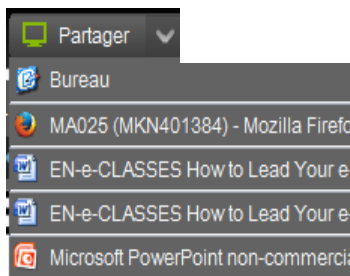 Partager
Bureau
MA025 (MKN401384) - Mozilla Firefo
EN-e-CLASSES How to Lead Your e-
EN-e-CLASSES How to Lead Your e-
Microsoft PowerPoint non-commercia